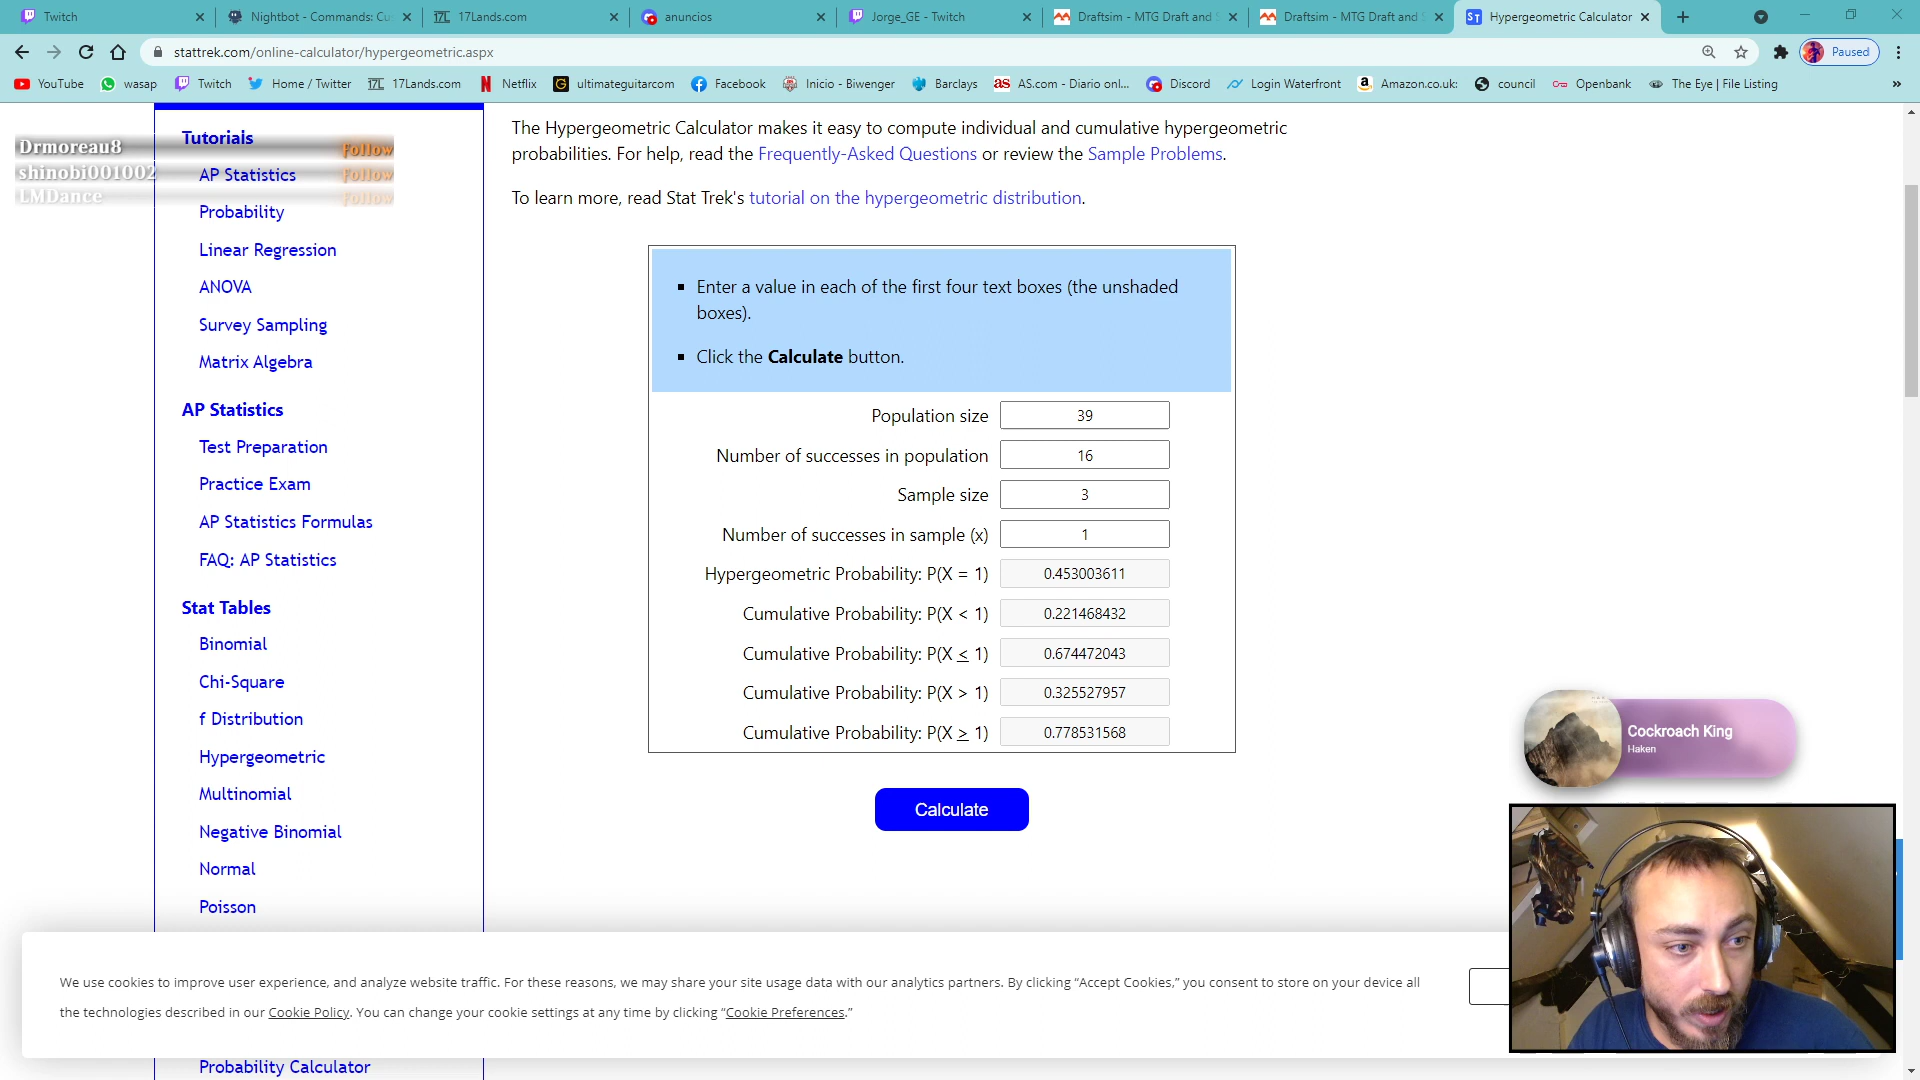 Twitch
Nightbot - Commands: Cu
17Lands.com
anuncios
Jorge_GE - Twitch
Draftsim - MTG Draft and S
Draftsim - MTG Draft and S
Hypergeometric Calculator
stattrek.com/online-calculator/hypergeometric.aspx
Paused
YouTube
wasap
Twitch
Home / Twitter
17Lands.com
Netflix
ultimateguitarcom
Facebook
Inicio - Biwenger
Barclays
AS.com - Diario onl...
Discord
Login Waterfront
Amazon.co.uk:
council
Openbank
The Eye | File Listing
»
Drmoreau8 Follow
shinobi001002 Follow
LMDance Follow
Tutorials
AP Statistics
Probability
Linear Regression
ANOVA
Survey Sampling
Matrix Algebra
AP Statistics
Test Preparation
Practice Exam
AP Statistics Formulas
FAQ: AP Statistics
Stat Tables
Binomial
Chi-Square
f Distribution
Hypergeometric
Multinomial
Negative Binomial
Normal
Poisson
Probability Calculator
The Hypergeometric Calculator makes it easy to compute individual and cumulative hypergeometric
probabilities. For help, read the Frequently-Asked Questions or review the Sample Problems.
To learn more, read Stat Trek's tutorial on the hypergeometric distribution.
▪ Enter a value in each of the first four text boxes (the unshaded
boxes).
▪ Click the Calculate button.
Population size 39
Number of successes in population 16
Sample size 3
Number of successes in sample (x) 1
Hypergeometric Probability: P(X = 1) 0.453003611
Cumulative Probability: P(X < 1) 0.221468432
Cumulative Probability: P(X ≤ 1) 0.674472043
Cumulative Probability: P(X > 1) 0.325527957
Cumulative Probability: P(X ≥ 1) 0.778531568
Calculate
Cockroach King
Haken
We use cookies to improve user experience, and analyze website traffic. For these reasons, we may share your site usage data with our analytics partners. By clicking “Accept Cookies,” you consent to store on your device all
the technologies described in our Cookie Policy. You can change your cookie settings at any time by clicking “Cookie Preferences.”